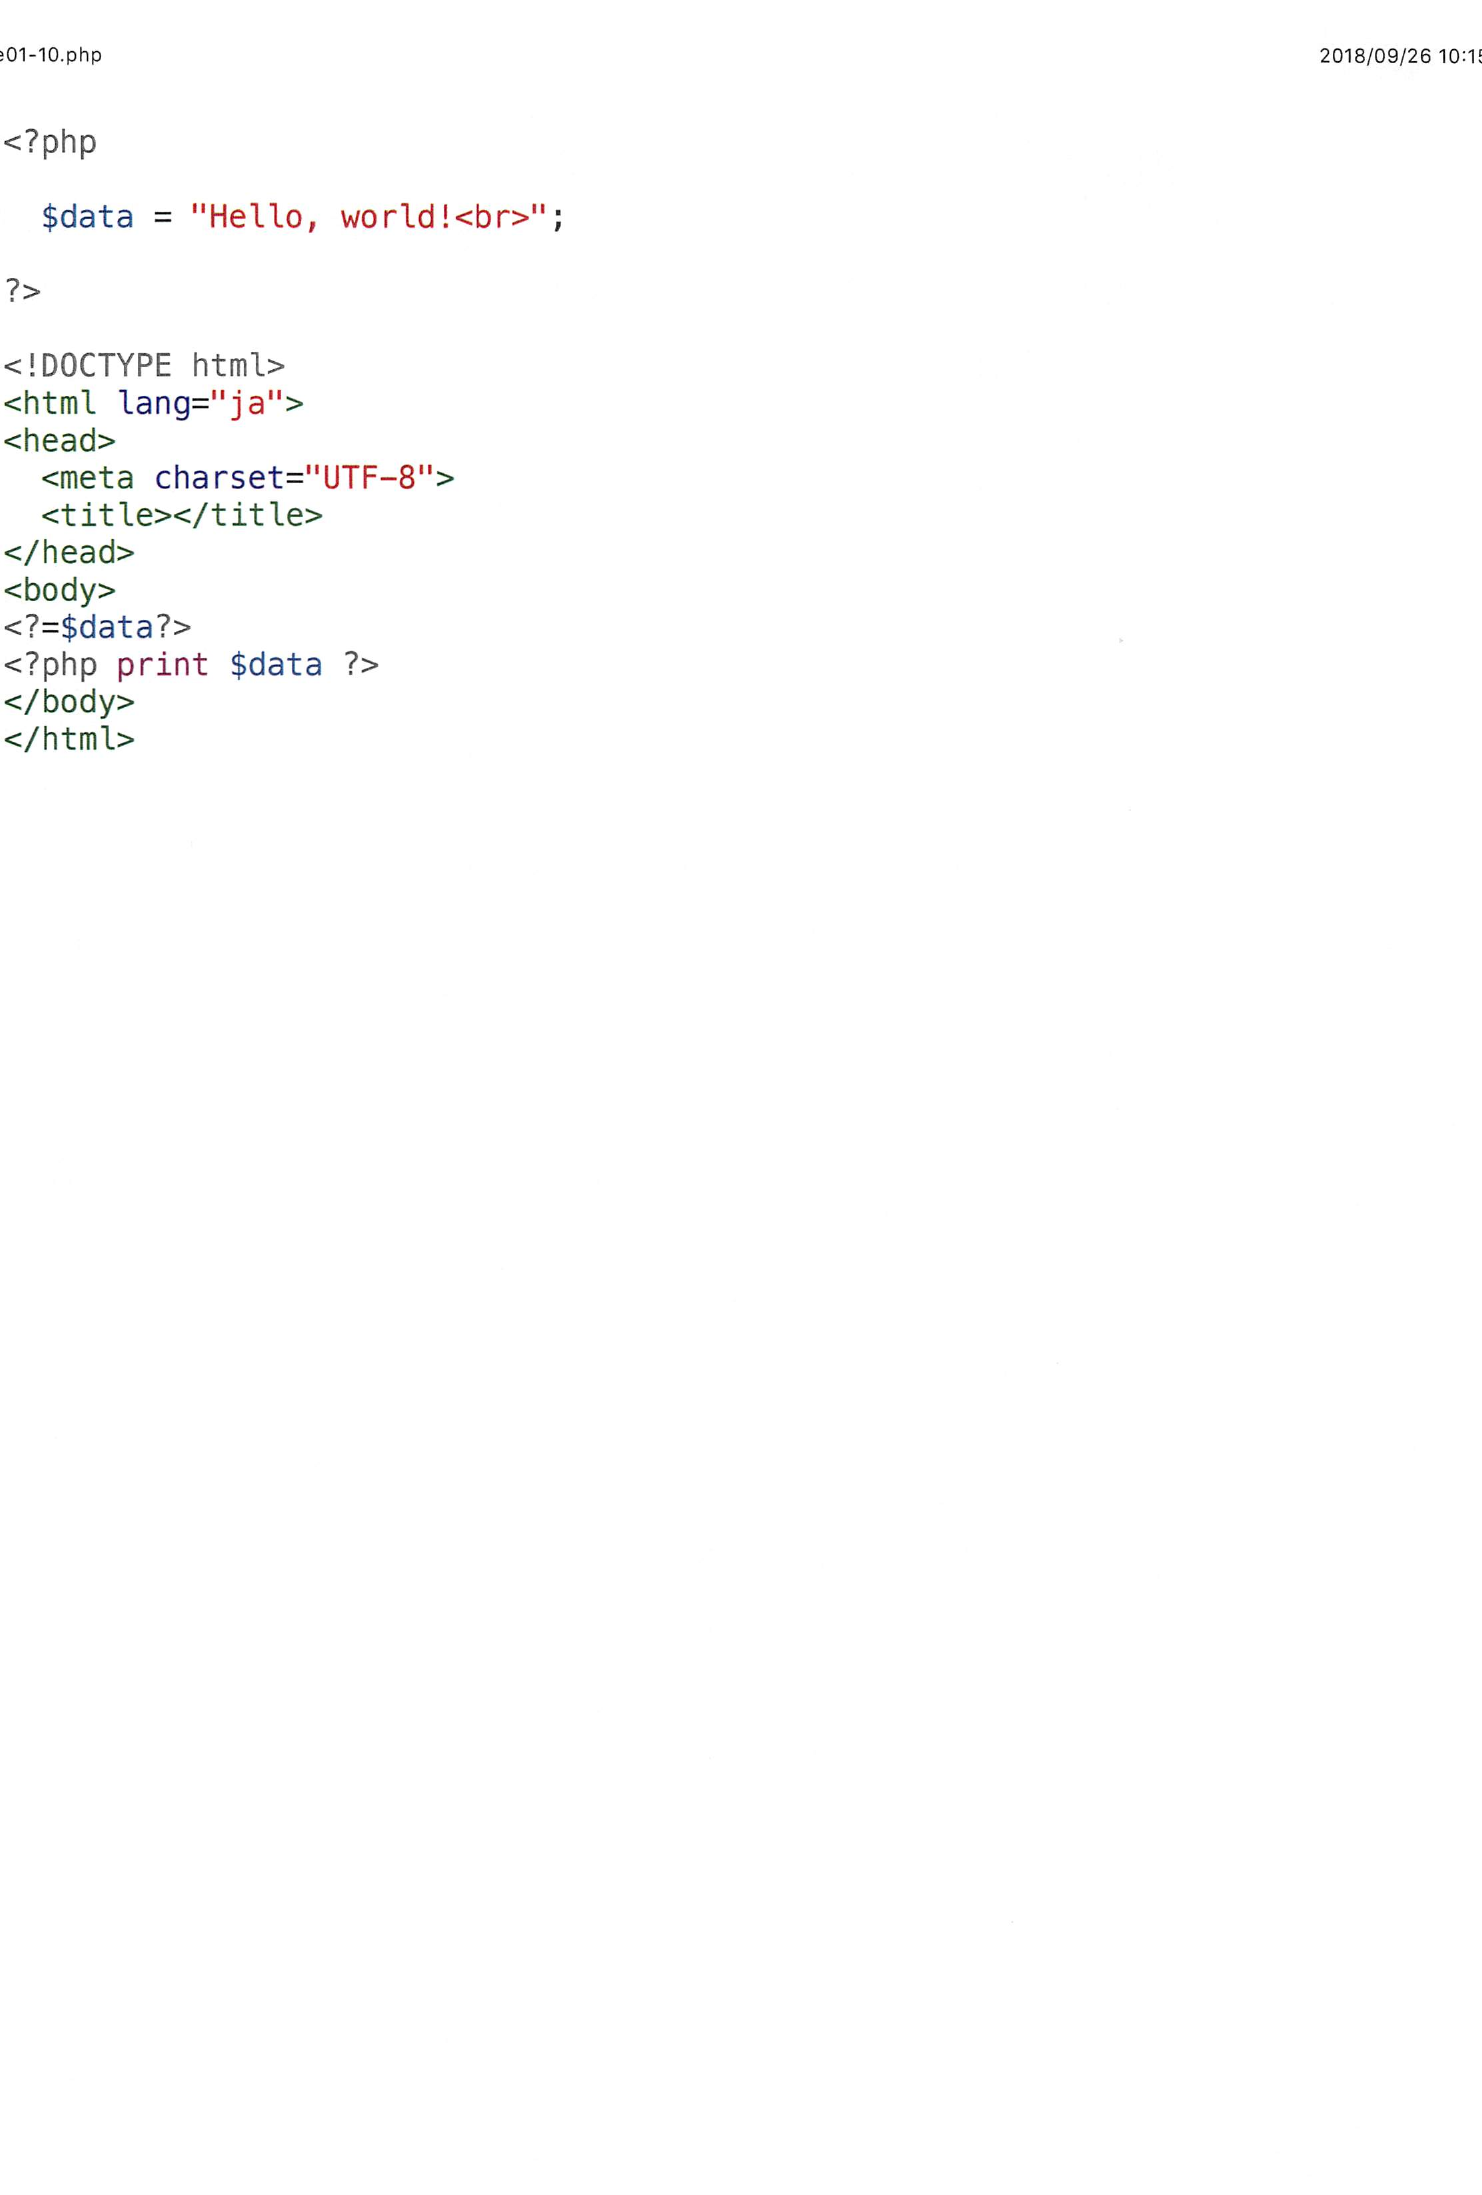 e01-10.php 2018/09/26 10:15
<?php
  $data = "Hello, world!<br>";
?>
<!DOCTYPE html>
<html lang="ja">
<head>
  <meta charset="UTF-8">
  <title></title>
</head>
<body>
<?=$data?>
<?php print $data ?>
</body>
</html>